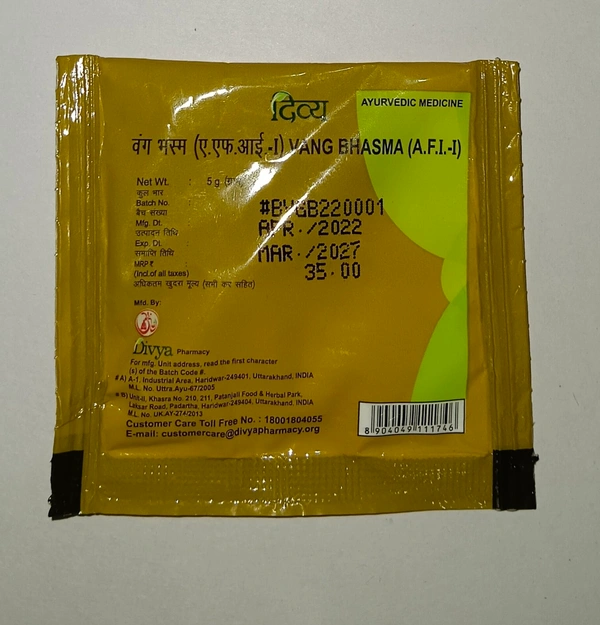 दिव्य
AYURVEDIC MEDICINE
वंग भस्म (ए.एफ.आई.-I) VANG BHASMA (A.F.I.-I)
Net Wt. : 5 g
कुल भार
Batch No. : #BVGB220001
बैच संख्या
Mfg. Dt. : APR./2022
उत्पादन तिथि
Exp. Dt. : MAR./2027
समाप्ति तिथि
MRP ₹ : 35.00
(Incl.of all taxes)
अधिकतम खुदरा मूल्य (सभी कर सहित)
Mfd. By:
Divya Pharmacy
For mfg. Unit address, read the first character
(s) of the Batch Code #.
# A) A-1, Industrial Area, Haridwar-249401, Uttarakhand, INDIA
M.L. No. Uttra.Ayu-67/2005
# B) Unit-II, Khasra No. 210, 211, Patanjali Food & Herbal Park,
Laksar Road, Padartha, Haridwar-249404, Uttarakhand, INDIA
M.L. No. UK.AY-274/2013
Customer Care Toll Free No. : 18001804055
E-mail: customercare@divyapharmacy.org
8 904049 111746